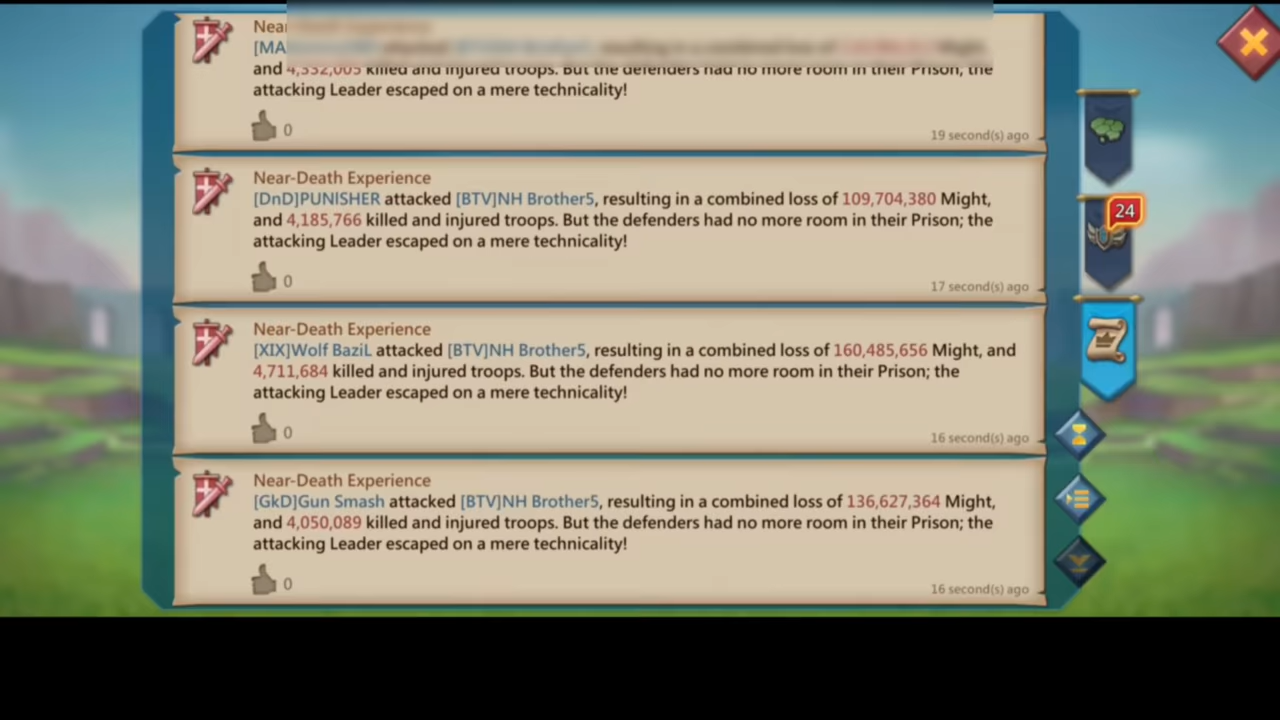 Near-
[MA
and 4,332,005 killed and injured troops. But the defenders had no more room in their Prison; the
attacking Leader escaped on a mere technicality!
0
19 second(s) ago
Near-Death Experience
[DnD]PUNlSHER attacked [BTV]NH Brother5, resulting in a combined loss of 109,704,380 Might,
and 4,185,766 killed and injured troops. But the defenders had no more room in their Prison; the
attacking Leader escaped on a mere technicality!
0
17 second(s) ago
24
Near-Death Experience
[XIX]Wolf BaziL attacked [BTV]NH Brother5, resulting in a combined loss of 160,485,656 Might, and
4,711,684 killed and injured troops. But the defenders had no more room in their Prison; the
attacking Leader escaped on a mere technicality!
0
16 second(s) ago
Near-Death Experience
[GkD]Gun Smash attacked [BTV]NH Brother5, resulting in a combined loss of 136,627,364 Might,
and 4,050,089 killed and injured troops. But the defenders had no more room in their Prison; the
attacking Leader escaped on a mere technicality!
0
16 second(s) ago